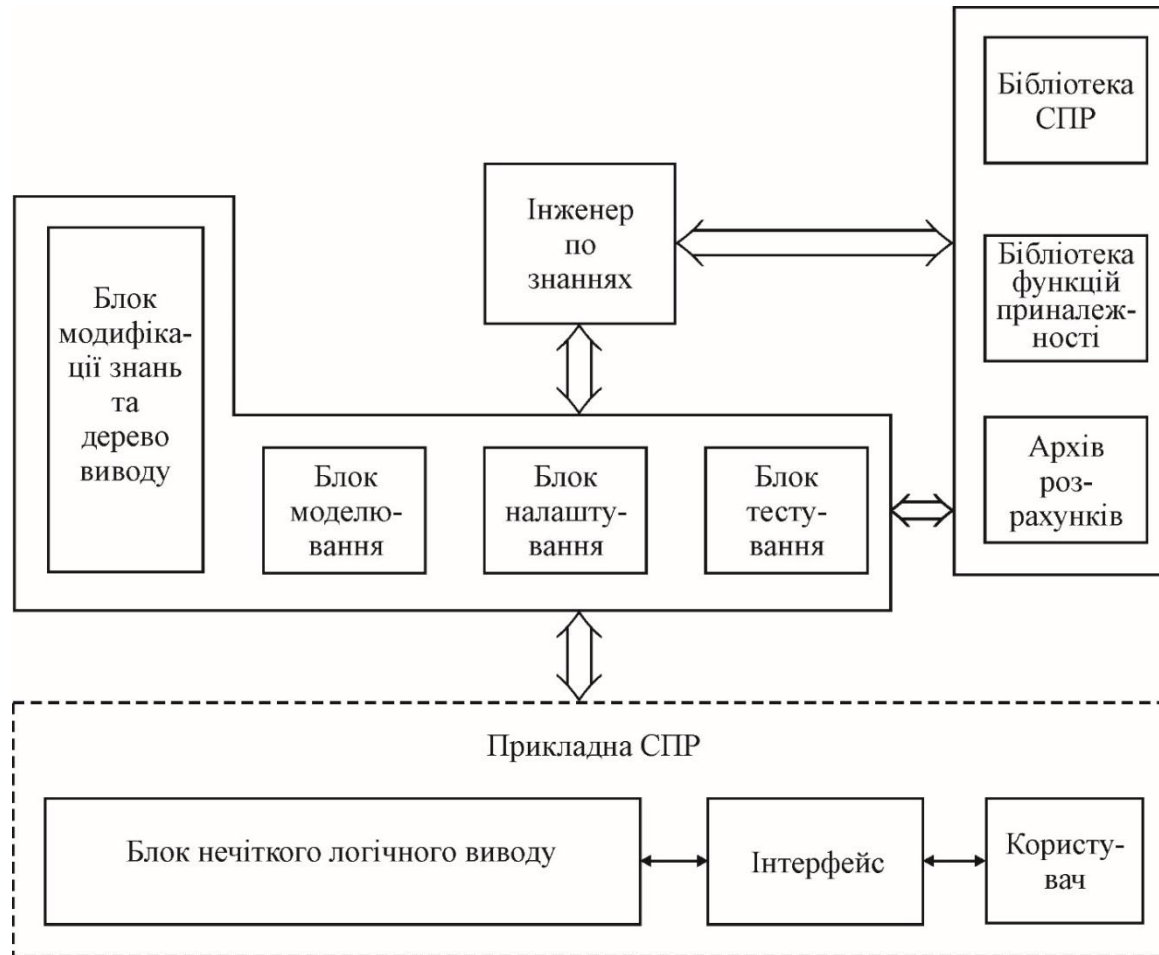 Бібліотека
СПР
Інженер
по
знаннях
Бібліотека
функцій
приналеж-
ності
Блок
модифіка-
ції знань
та
дерево
виводу
Архів
роз-
рахунків
Блок
моделю-
вання
Блок
налашту-
вання
Блок
тесту-
вання
Прикладна СПР
Блок нечіткого логічного виводу
Інтерфейс
Користу-
вач